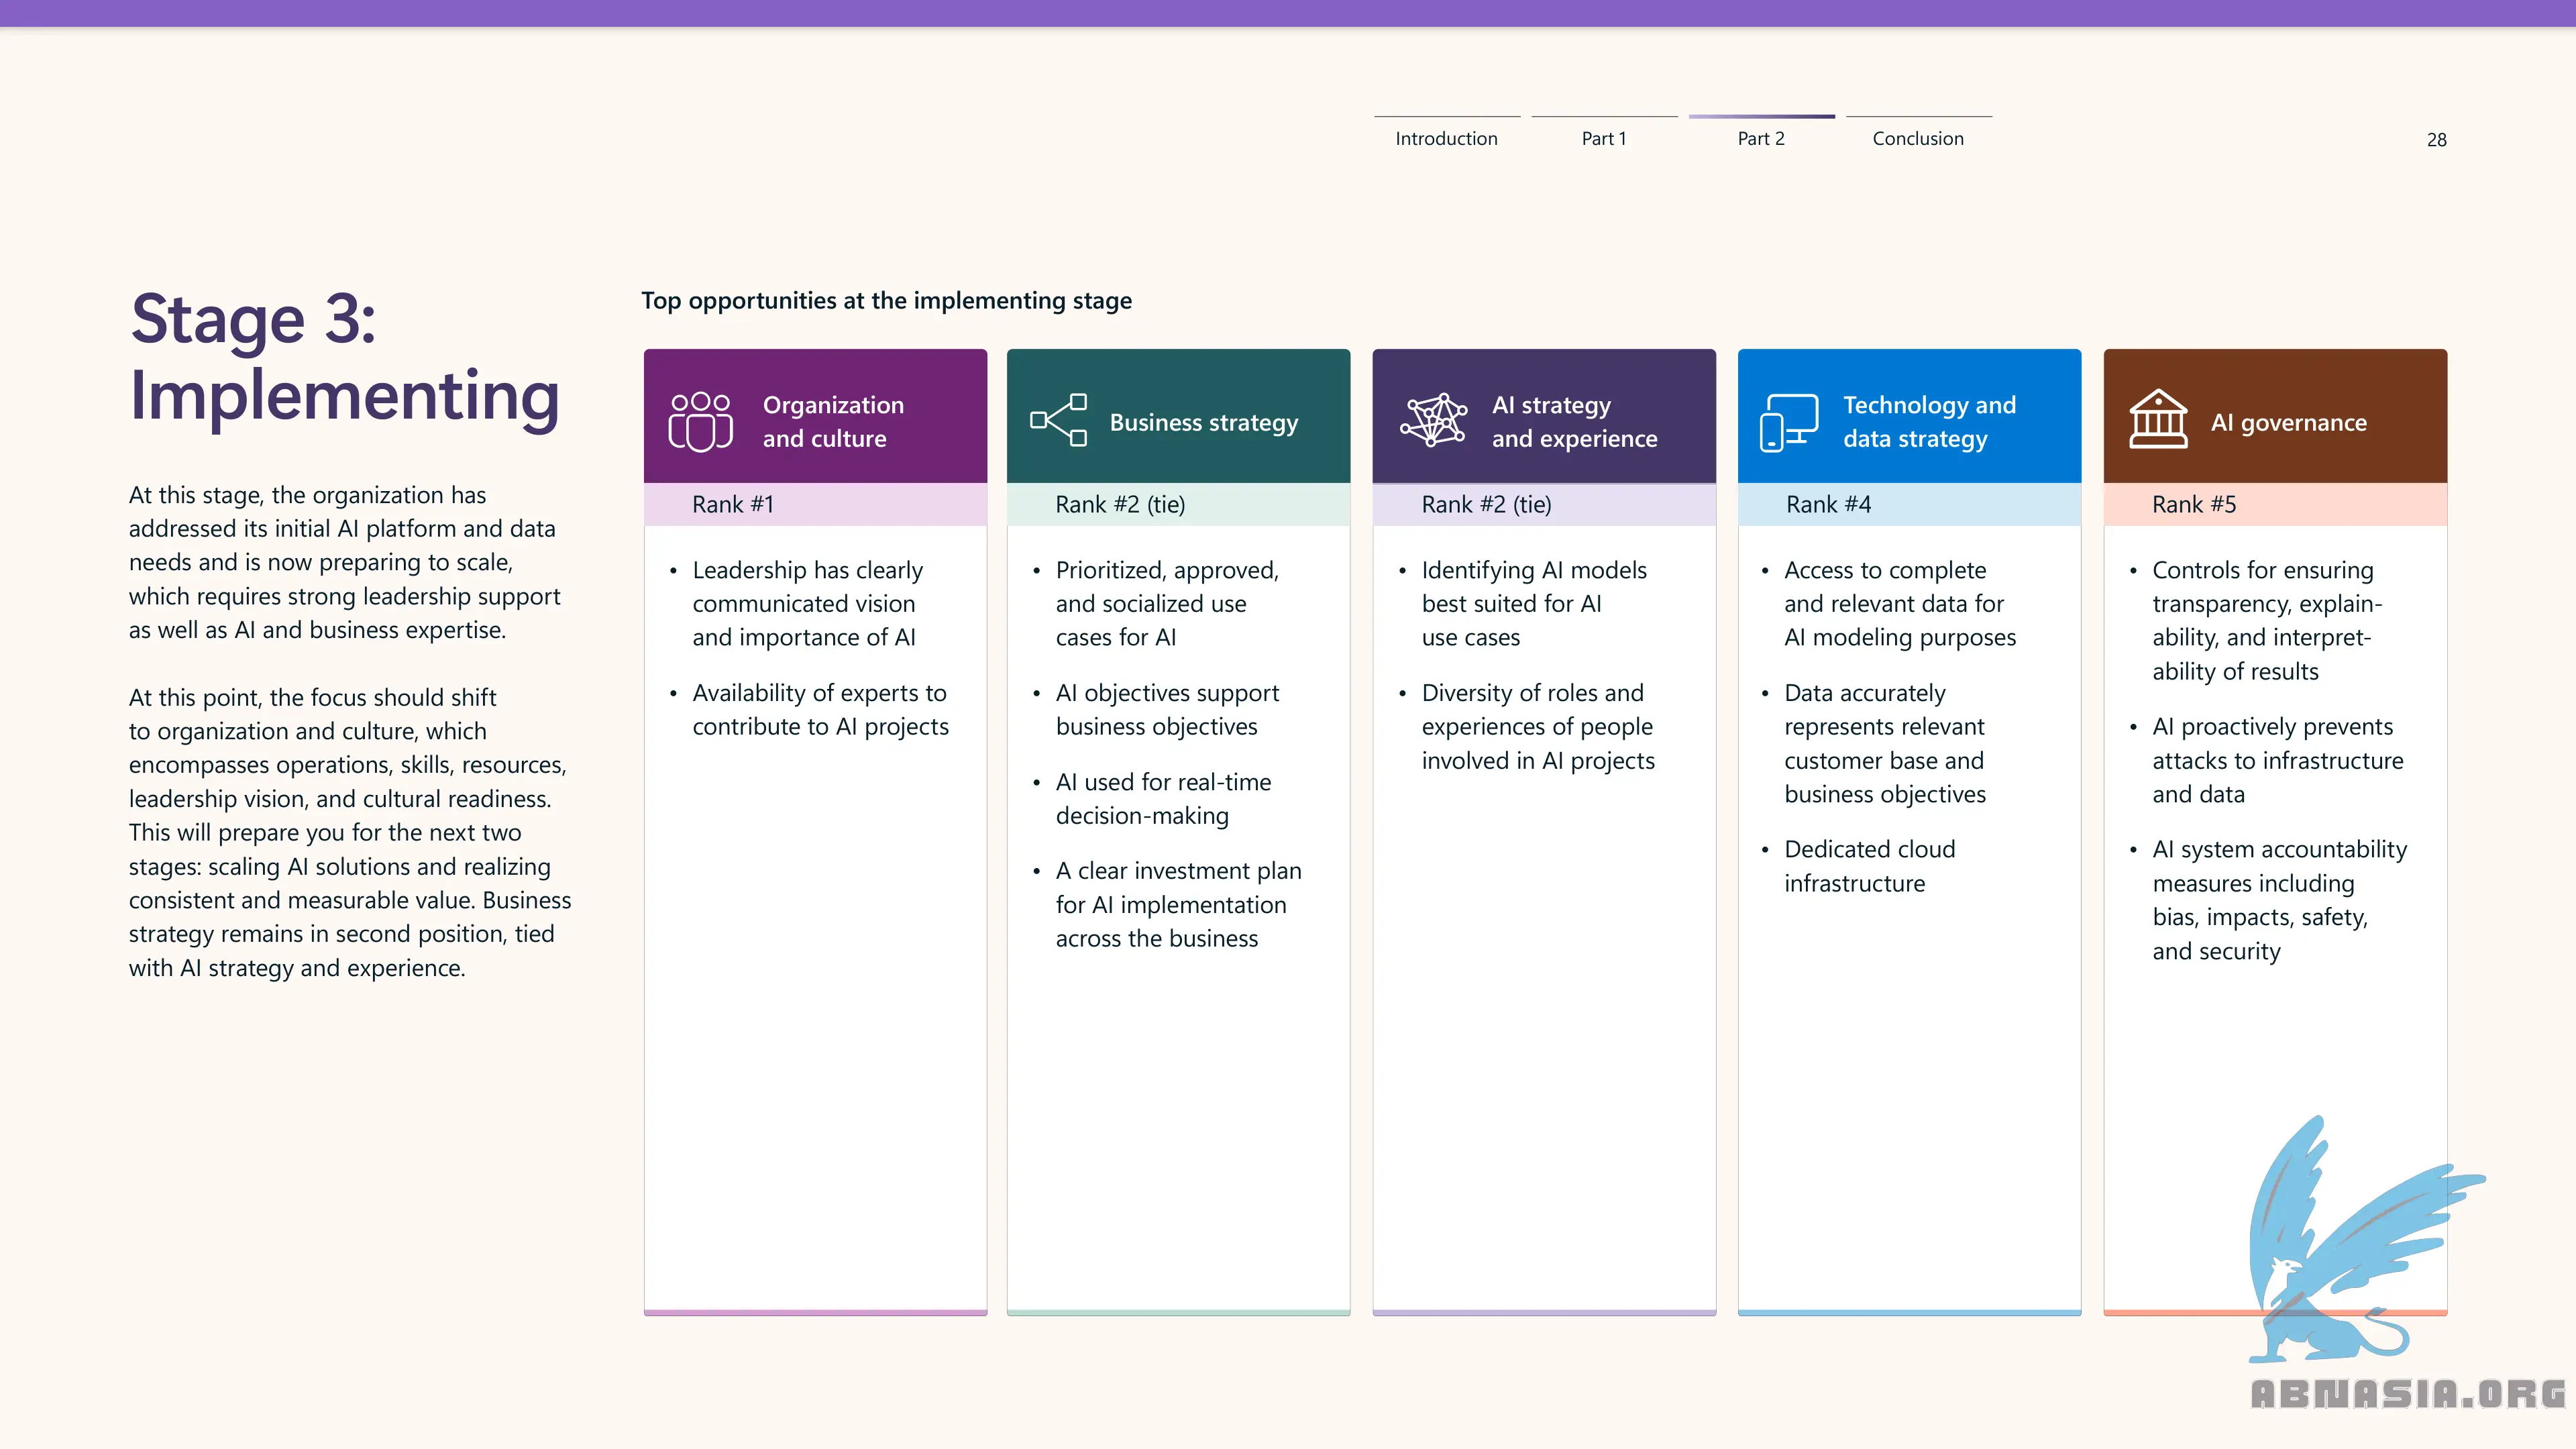 Introduction
Part 1
Part 2
Conclusion
28
Stage 3:
Implementing
At this stage, the organization has
addressed its initial AI platform and data
needs and is now preparing to scale,
which requires strong leadership support
as well as AI and business expertise.
At this point, the focus should shift
to organization and culture, which
encompasses operations, skills, resources,
leadership vision, and cultural readiness.
This will prepare you for the next two
stages: scaling AI solutions and realizing
consistent and measurable value. Business
strategy remains in second position, tied
with AI strategy and experience.
Top opportunities at the implementing stage
Organization
and culture
Rank #1
• Leadership has clearly
communicated vision
and importance of AI
• Availability of experts to
contribute to AI projects
Business strategy
Rank #2 (tie)
• Prioritized, approved,
and socialized use
cases for AI
• AI objectives support
business objectives
• AI used for real-time
decision-making
• A clear investment plan
for AI implementation
across the business
AI strategy
and experience
Rank #2 (tie)
• Identifying AI models
best suited for AI
use cases
• Diversity of roles and
experiences of people
involved in AI projects
Technology and
data strategy
Rank #4
• Access to complete
and relevant data for
AI modeling purposes
• Data accurately
represents relevant
customer base and
business objectives
• Dedicated cloud
infrastructure
AI governance
Rank #5
• Controls for ensuring
transparency, explain-
ability, and interpret-
ability of results
• AI proactively prevents
attacks to infrastructure
and data
• AI system accountability
measures including
bias, impacts, safety,
and security
ABNASIA.ORG